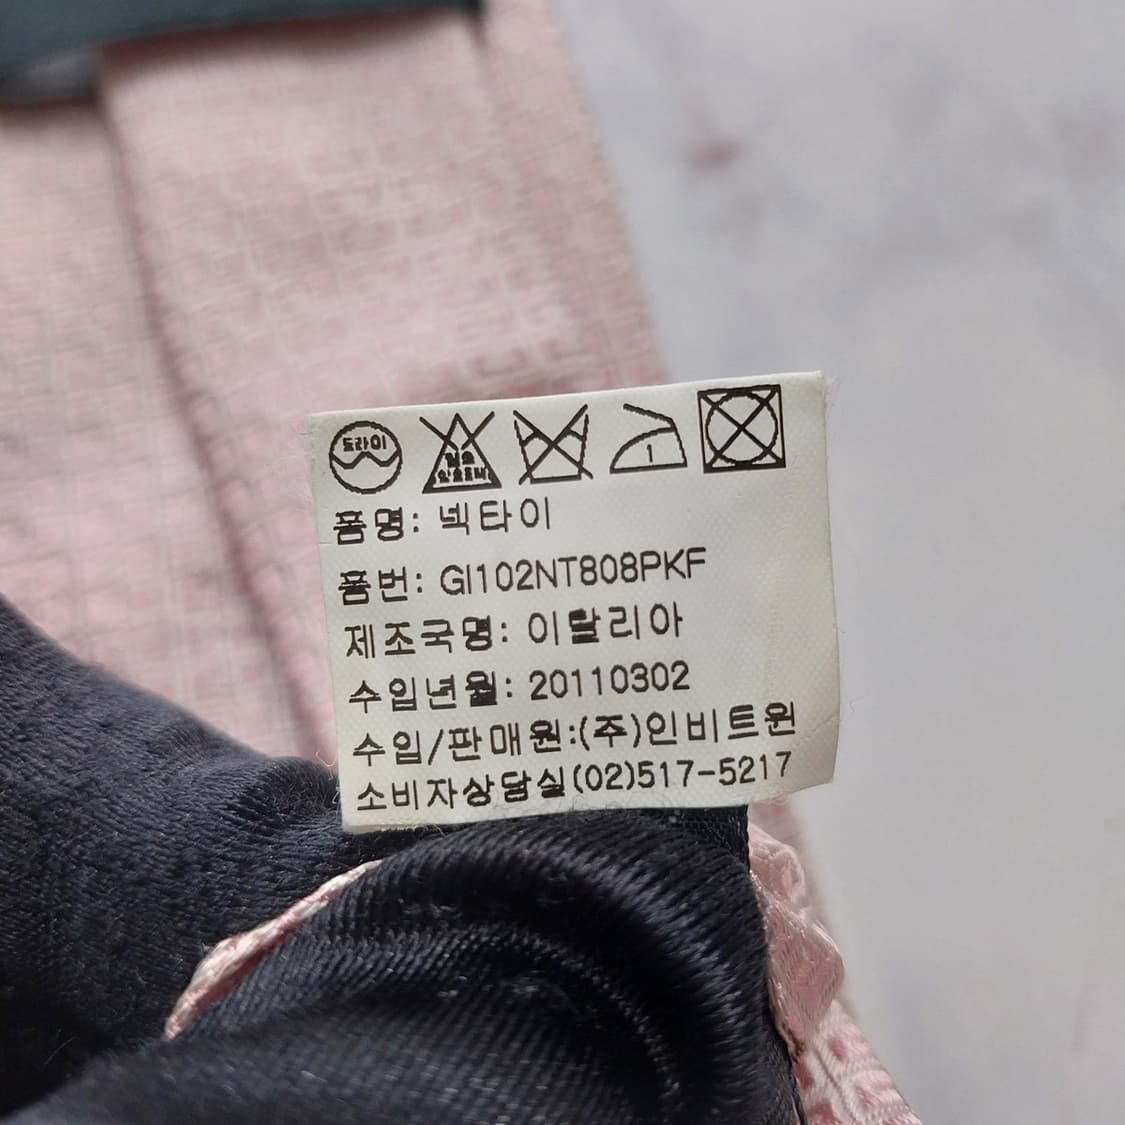 드라이
염소
산소표백
1
품명: 넥타이
품번: GI102NT808PKF
제조국명: 이탈리아
수입년월: 20110302
수입/판매원:(주)인비트윈
소비자상담실(02)517-5217